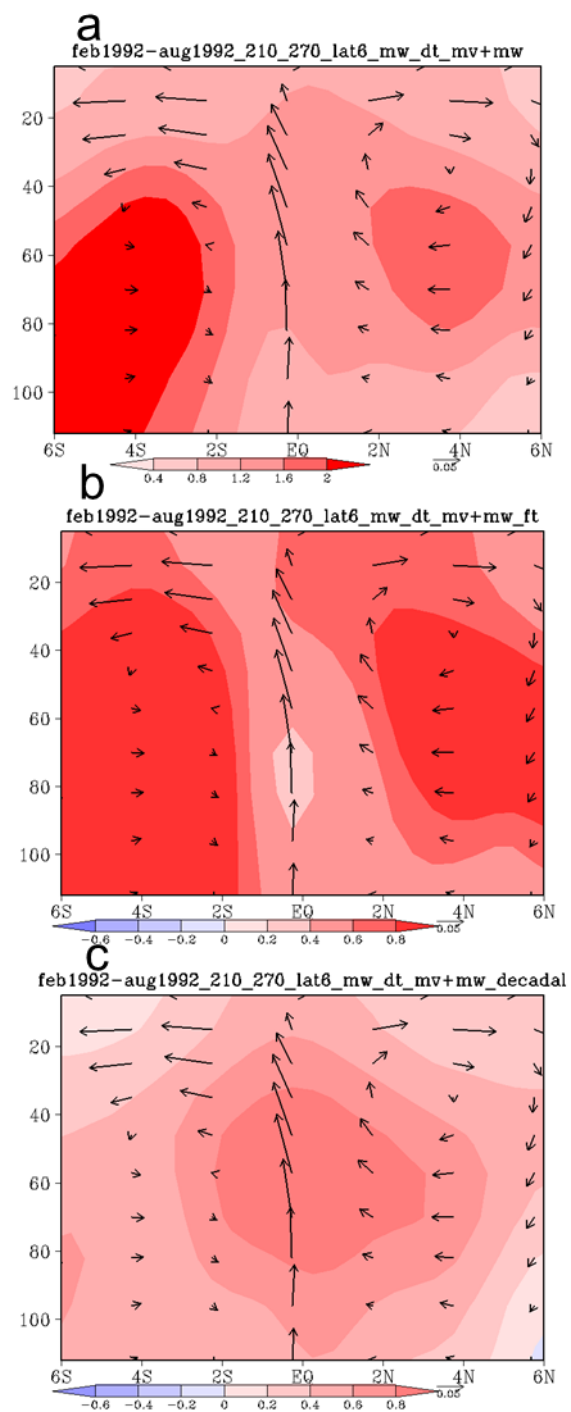 a
feb1992-aug1992_210_270_lat6_mw_dt_mv+mw
20
40
60
80
100
6S 4S 2S EQ 2N 4N 6N
0.4 0.8 1.2 1.6 2 0.05
b
feb1992-aug1992_210_270_lat6_mw_dt_mv+mw_ft
20
40
60
80
100
6S 4S 2S EQ 2N 4N 6N
-0.6 -0.4 -0.2 0 0.2 0.4 0.6 0.8 0.05
c
feb1992-aug1992_210_270_lat6_mw_dt_mv+mw_decadal
20
40
60
80
100
6S 4S 2S EQ 2N 4N 6N
-0.6 -0.4 -0.2 0 0.2 0.4 0.6 0.8 0.05